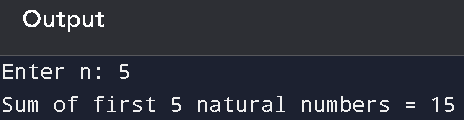 Output
Enter n: 5
Sum of first 5 natural numbers = 15